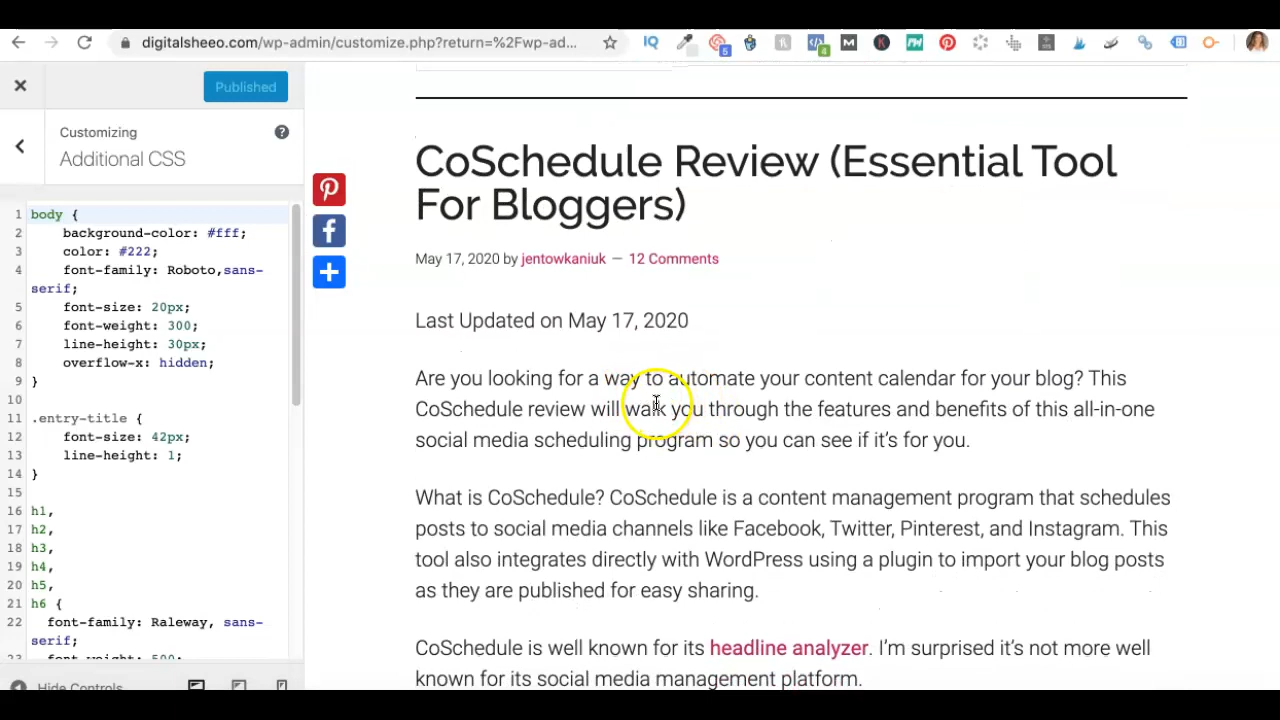 digitalsheeo.com/wp-admin/customize.php?return=%2Fwp-ad...
Published
Customizing
Additional CSS
1 body {
2 background-color: #fff;
3 color: #222;
4 font-family: Roboto,sans-
serif;
5 font-size: 20px;
6 font-weight: 300;
7 line-height: 30px;
8 overflow-x: hidden;
9 }
10
11 .entry-title {
12 font-size: 42px;
13 line-height: 1;
14 }
15
16 h1,
17 h2,
18 h3,
19 h4,
20 h5,
21 h6 {
22 font-family: Raleway, sans-
serif;
23 font-weight: 500;
Hide Controls
CoSchedule Review (Essential Tool
For Bloggers)
May 17, 2020 by jentowkaniuk — 12 Comments
Last Updated on May 17, 2020
Are you looking for a way to automate your content calendar for your blog? This
CoSchedule review will walk you through the features and benefits of this all-in-one
social media scheduling program so you can see if it's for you.
What is CoSchedule? CoSchedule is a content management program that schedules
posts to social media channels like Facebook, Twitter, Pinterest, and Instagram. This
tool also integrates directly with WordPress using a plugin to import your blog posts
as they are published for easy sharing.
CoSchedule is well known for its headline analyzer. I'm surprised it's not more well
known for its social media management platform.